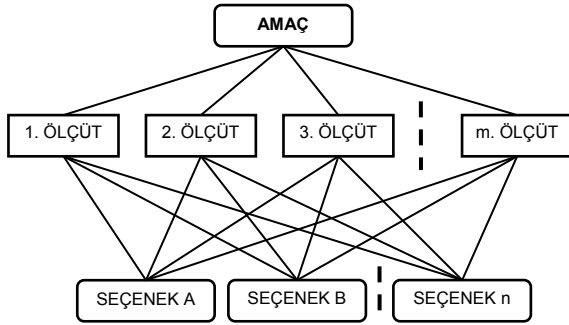 AMAÇ
1. ÖLÇÜT
2. ÖLÇÜT
3. ÖLÇÜT
m. ÖLÇÜT
SEÇENEK A
SEÇENEK B
SEÇENEK n